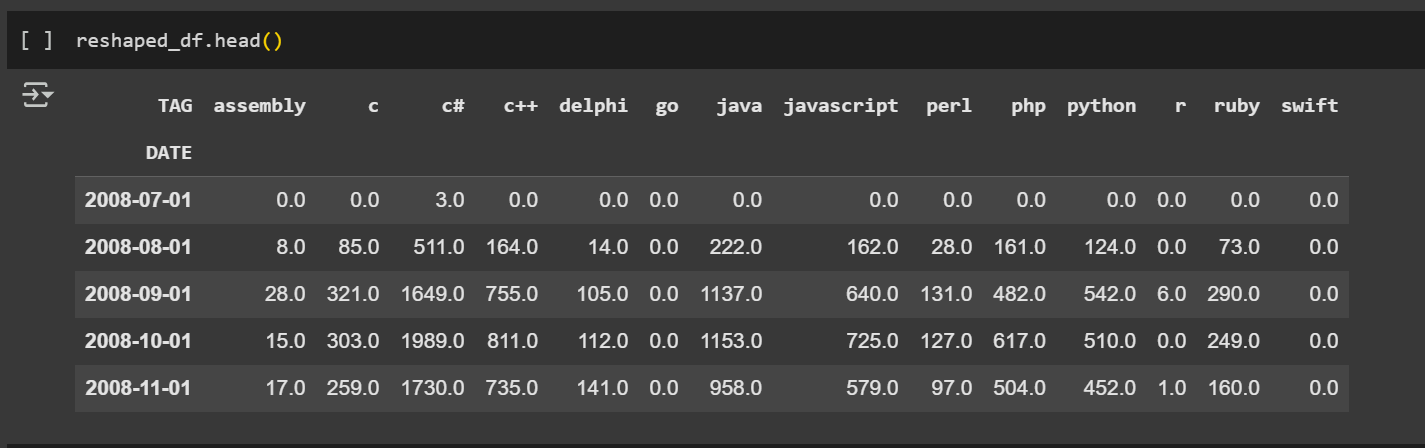 [ ] reshaped_df.head()
TAG assembly c c# c++ delphi go java javascript perl php python r ruby swift
DATE
2008-07-01 0.0 0.0 3.0 0.0 0.0 0.0 0.0 0.0 0.0 0.0 0.0 0.0 0.0 0.0
2008-08-01 8.0 85.0 511.0 164.0 14.0 0.0 222.0 162.0 28.0 161.0 124.0 0.0 73.0 0.0
2008-09-01 28.0 321.0 1649.0 755.0 105.0 0.0 1137.0 640.0 131.0 482.0 542.0 6.0 290.0 0.0
2008-10-01 15.0 303.0 1989.0 811.0 112.0 0.0 1153.0 725.0 127.0 617.0 510.0 0.0 249.0 0.0
2008-11-01 17.0 259.0 1730.0 735.0 141.0 0.0 958.0 579.0 97.0 504.0 452.0 1.0 160.0 0.0